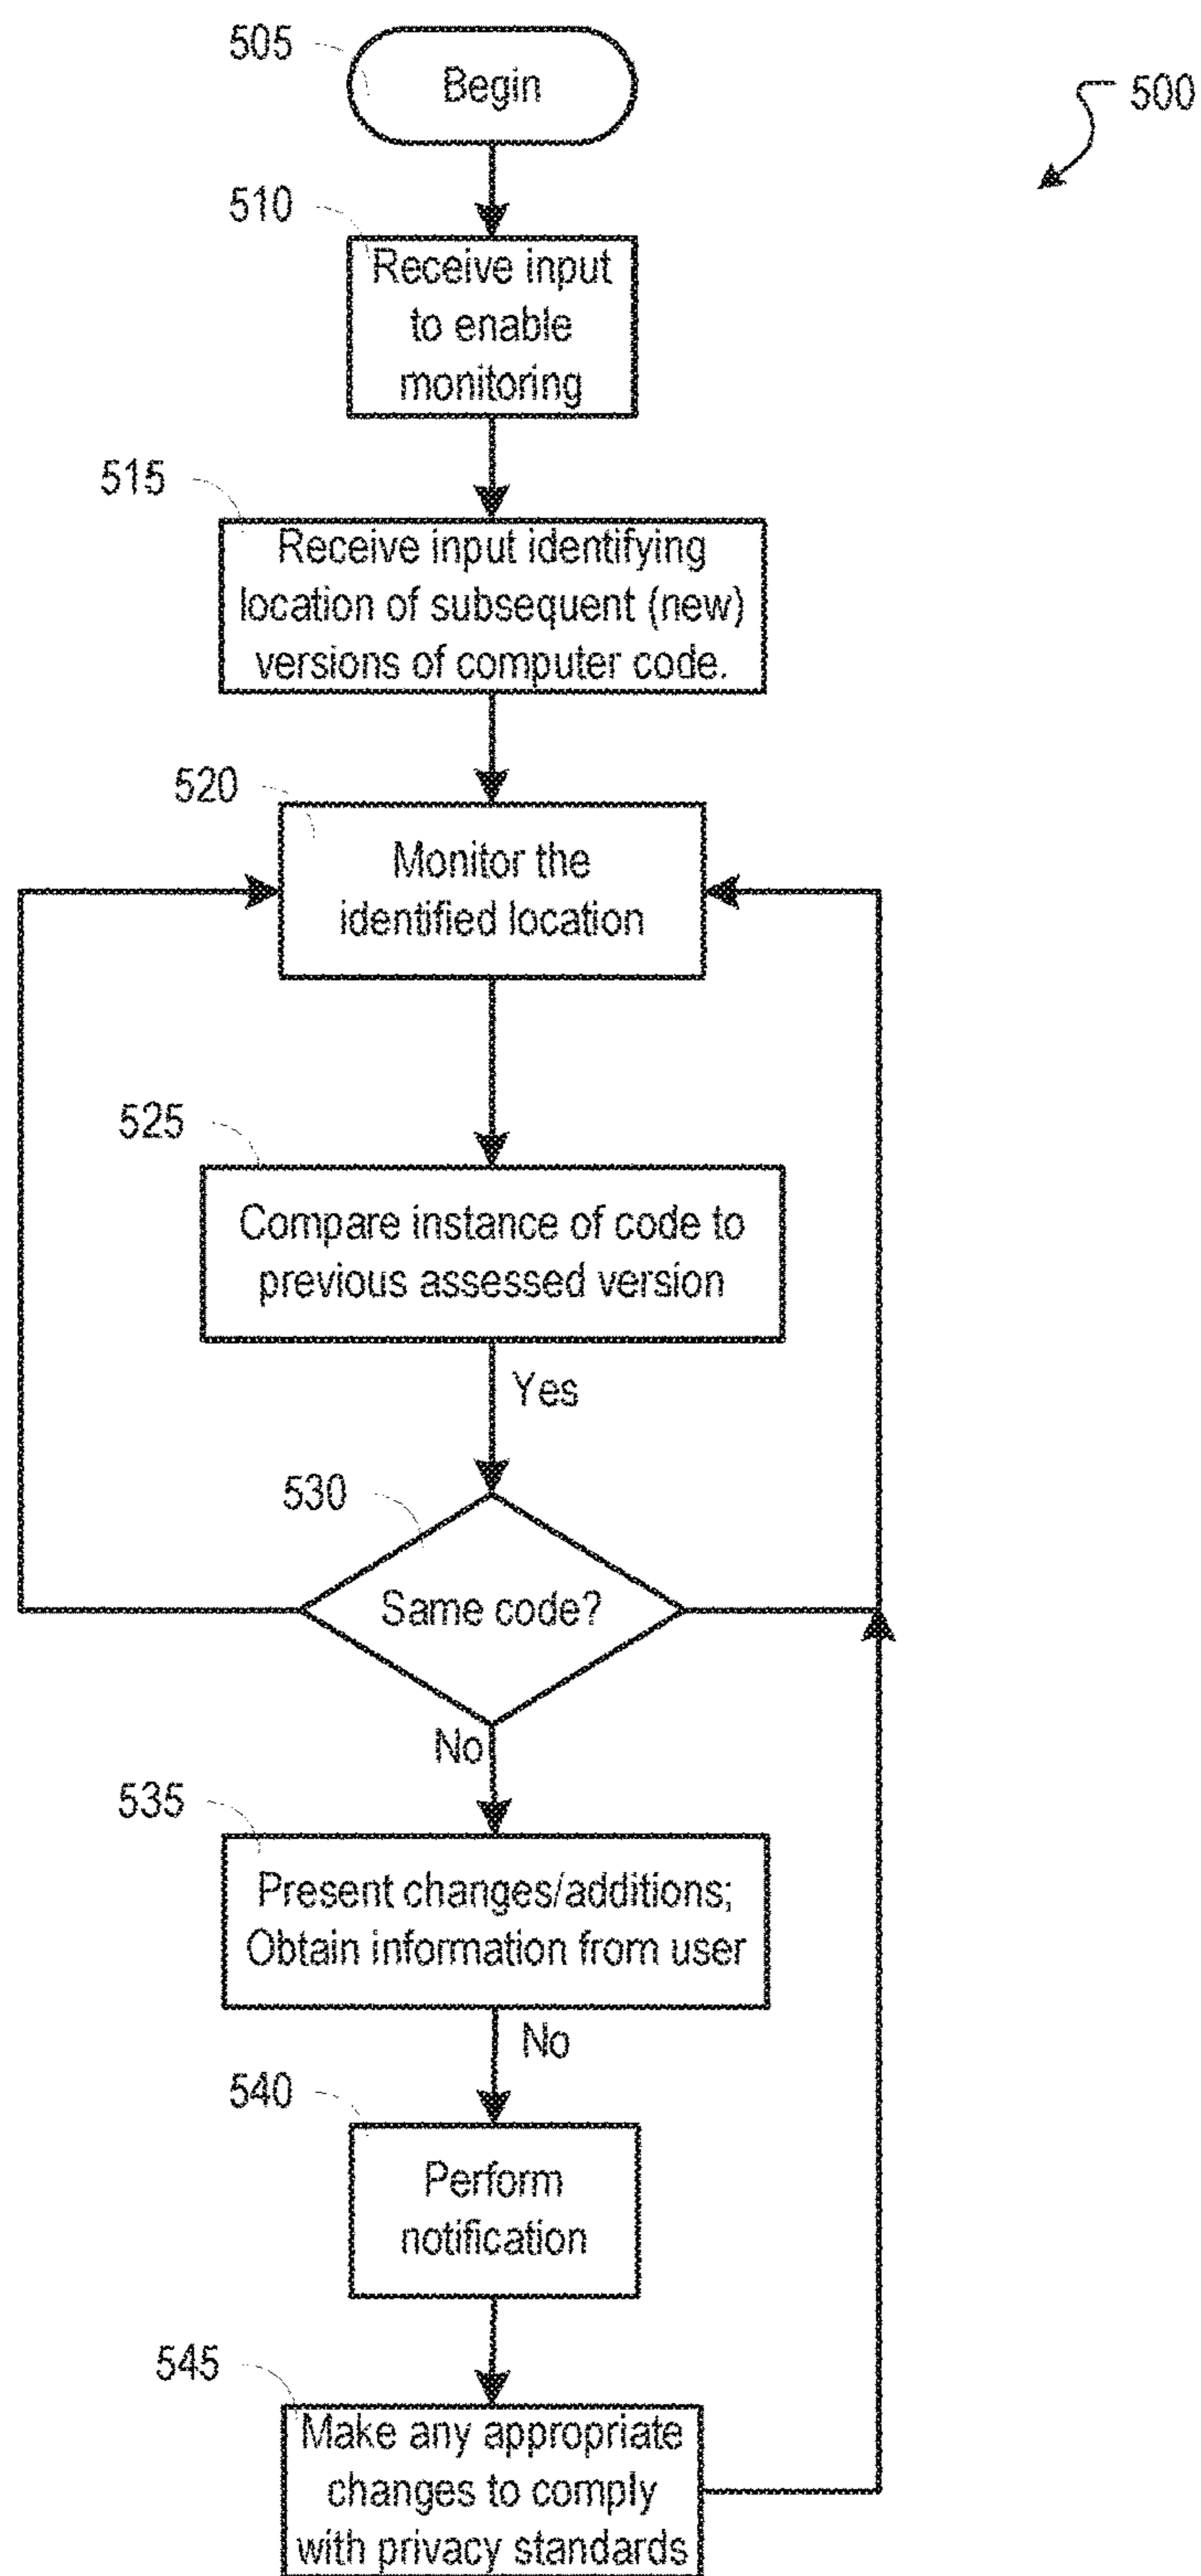 505
Begin
500
510
Receive input
to enable
monitoring
515
Receive input identifying
location of subsequent (new)
versions of computer code.
520
Monitor the
identified location
525
Compare instance of code to
previous assessed version
Yes
530
Same code?
No
535
Present changes/additions;
Obtain information from user
No
540
Perform
notification
545
Make any appropriate
changes to comply
with privacy standards